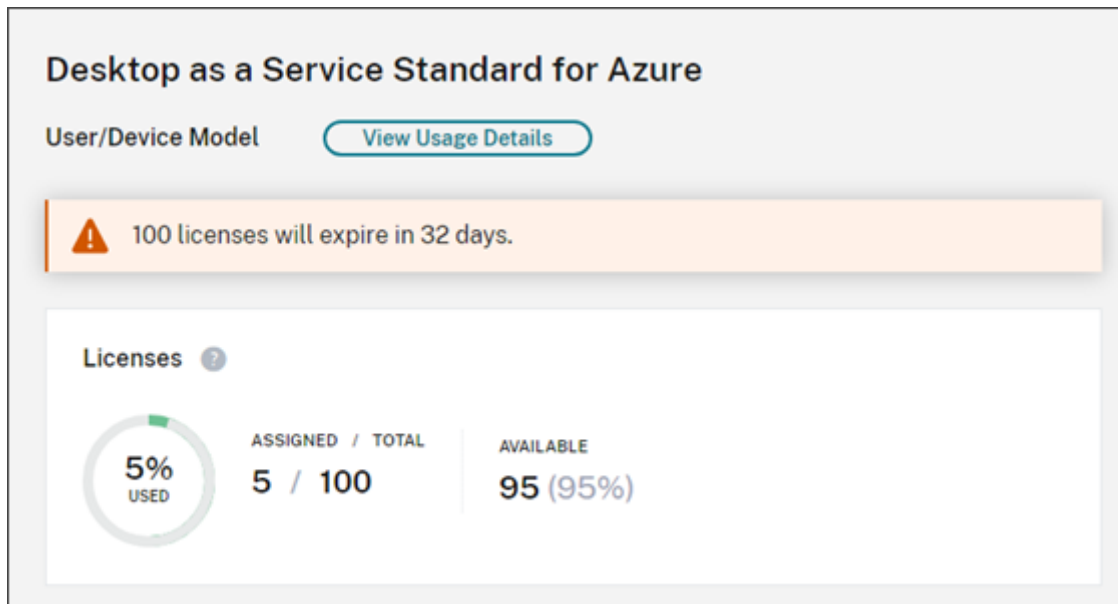 Desktop as a Service Standard for Azure
User/Device Model
View Usage Details
100 licenses will expire in 32 days.
Licenses ?
5%
USED
ASSIGNED / TOTAL
5 / 100
AVAILABLE
95 (95%)